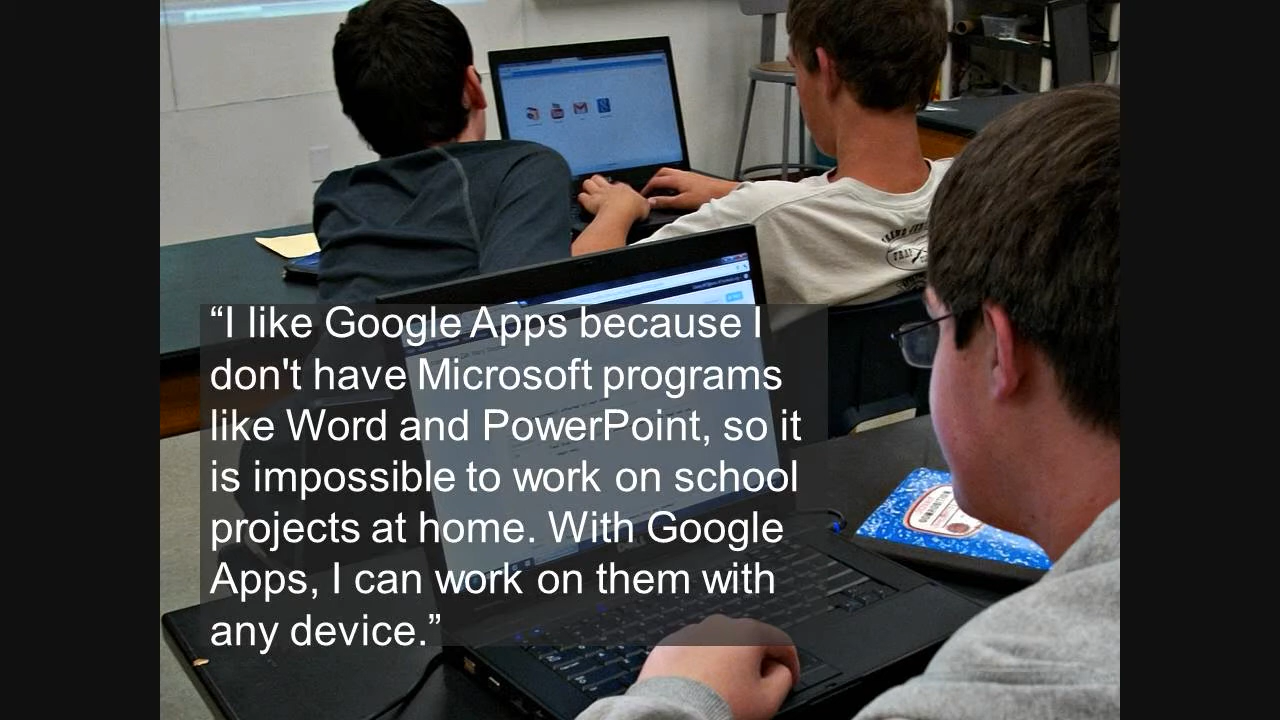 “I like Google Apps because I
don't have Microsoft programs
like Word and PowerPoint, so it
is impossible to work on school
projects at home. With Google
Apps, I can work on them with
any device.”